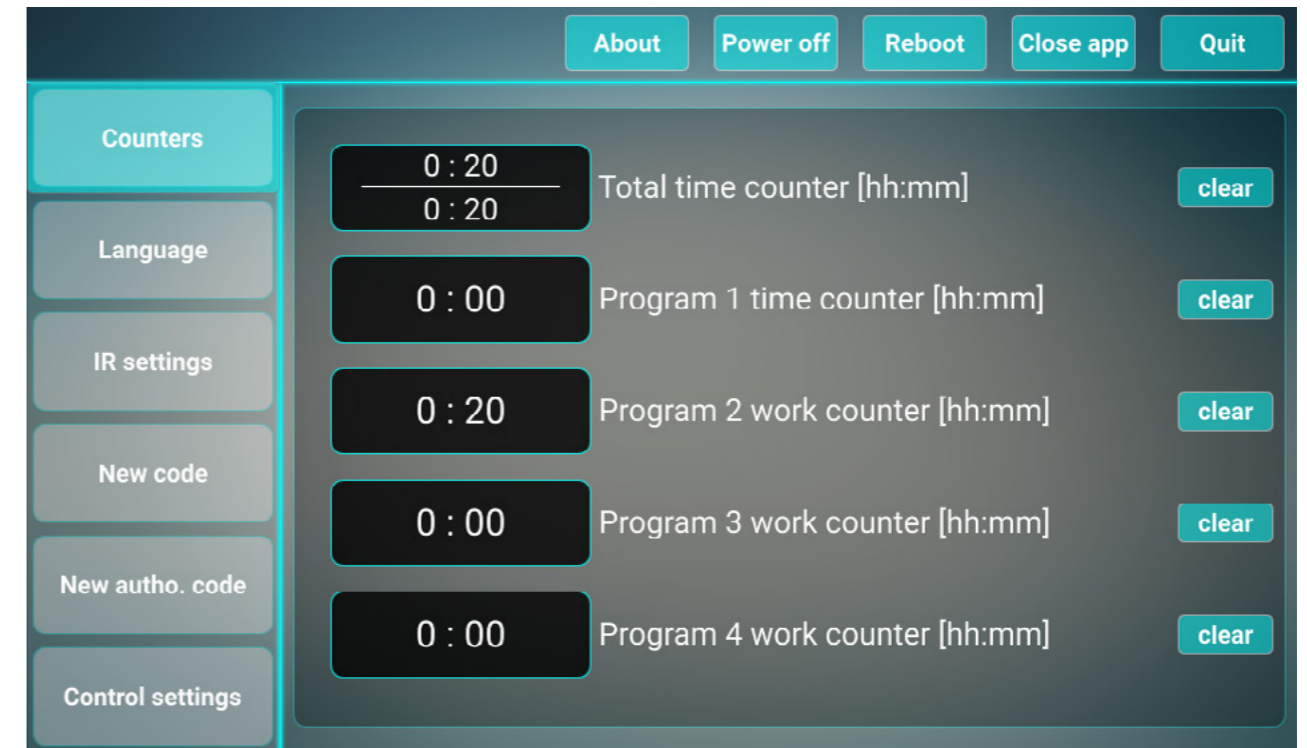 About Power off Reboot Close app Quit
Counters
0 : 20
0 : 20
Total time counter [hh:mm] clear
Language
0 : 00 Program 1 time counter [hh:mm] clear
IR settings
0 : 20 Program 2 work counter [hh:mm] clear
New code
0 : 00 Program 3 work counter [hh:mm] clear
New autho. code
0 : 00 Program 4 work counter [hh:mm] clear
Control settings